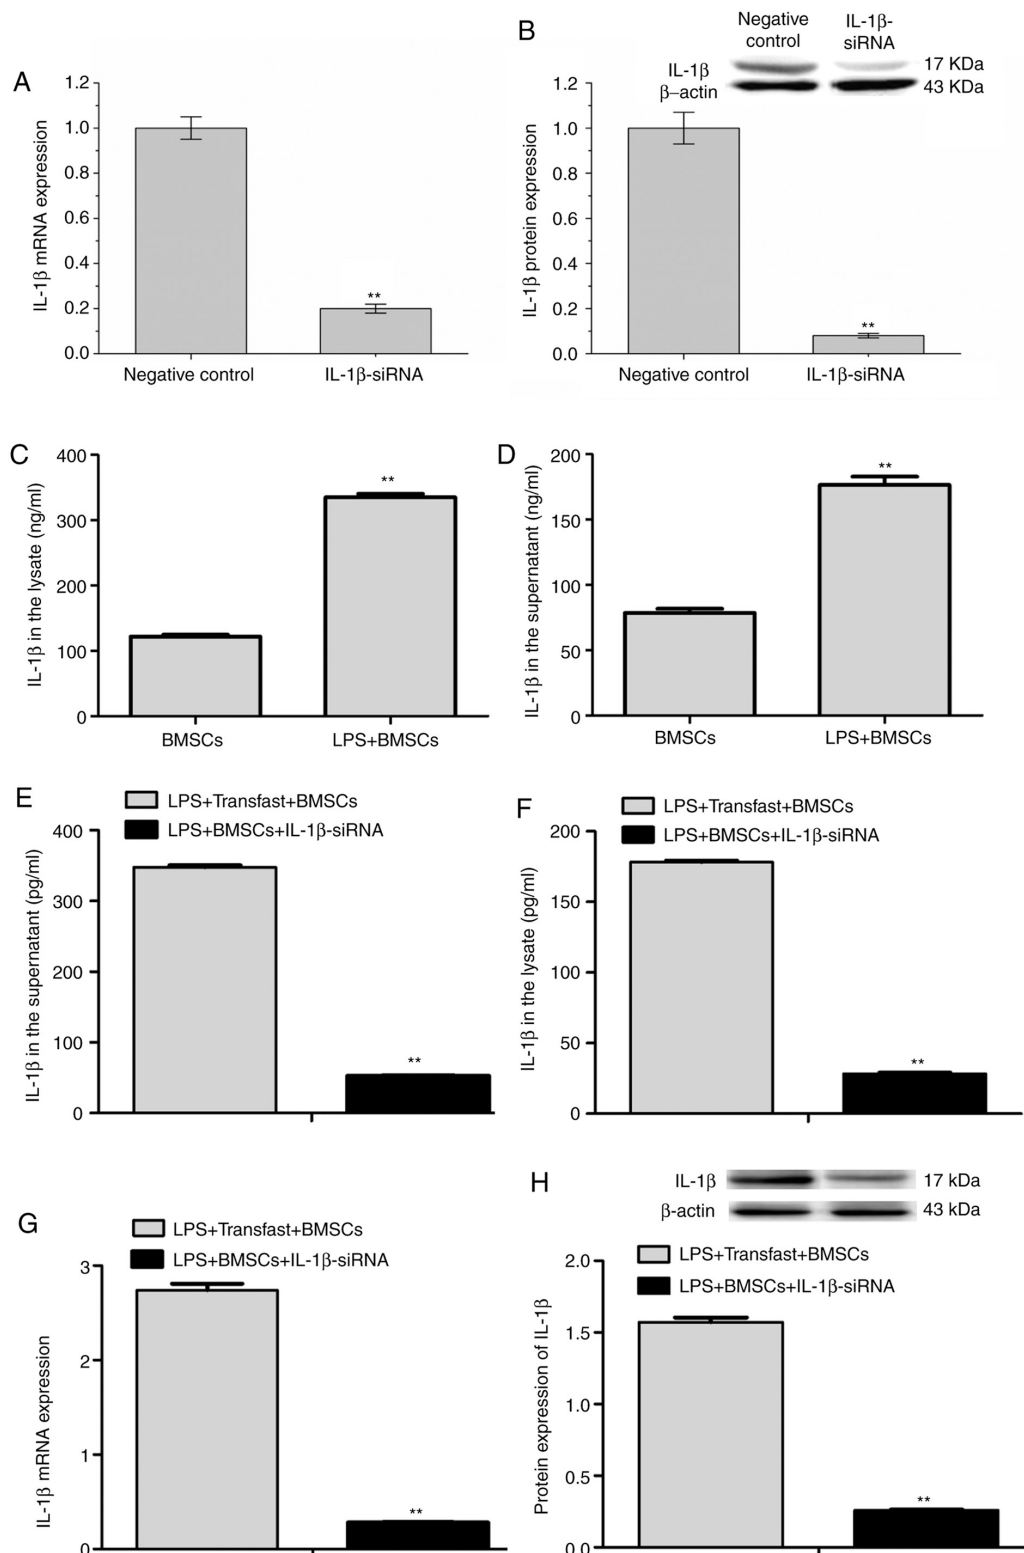 A
IL-1β mRNA expression
1.2
1.0
0.8
0.6
0.4
0.2
0.0
**
Negative control
IL-1β-siRNA
B
Negative
control
IL-1β-
siRNA
IL-1β
17 KDa
β–actin
43 KDa
IL-1β protein expression
1.2
1.0
0.8
0.6
0.4
0.2
0.0
**
Negative control
IL-1β-siRNA
C
IL-1β in the lysate (ng/ml)
400
300
200
100
0
**
BMSCs
LPS+BMSCs
D
IL-1β in the supernatant (ng/ml)
200
150
100
50
0
**
BMSCs
LPS+BMSCs
E
LPS+Transfast+BMSCs
LPS+BMSCs+IL-1β-siRNA
IL-1β in the supernatant (pg/ml)
400
300
200
100
0
**
F
LPS+Transfast+BMSCs
LPS+BMSCs+IL-1β-siRNA
IL-1β in the lysate (pg/ml)
200
150
100
50
0
**
G
LPS+Transfast+BMSCs
LPS+BMSCs+IL-1β-siRNA
IL-1β mRNA expression
3
2
1
0
**
H
IL-1β
17 kDa
β-actin
43 kDa
LPS+Transfast+BMSCs
LPS+BMSCs+IL-1β-siRNA
Protein expression of IL-1β
2.0
1.5
1.0
0.5
0.0
**